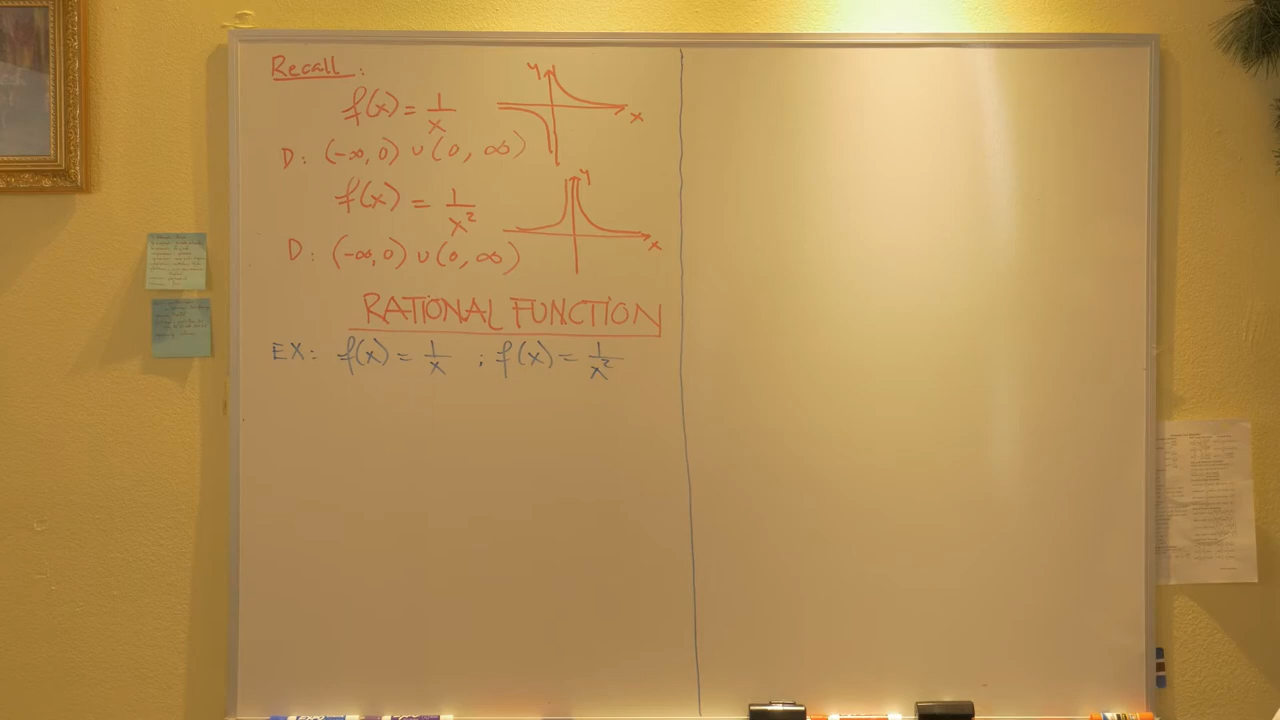 Recall:
f(x) = 1/x
y
x
D: (-∞, 0) ∪ (0, ∞)
f(x) = 1/x²
y
x
D: (-∞, 0) ∪ (0, ∞)
RATIONAL FUNCTION
EX: f(x) = 1/x ; f(x) = 1/x²